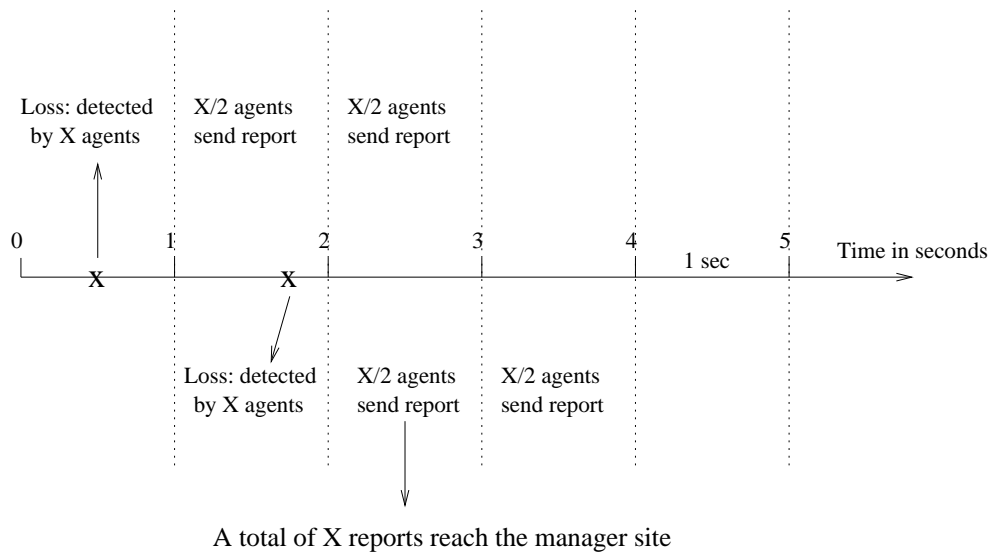 Loss: detected
by X agents
X/2 agents
send report
X/2 agents
send report
0
1
2
3
4
5
Time in seconds
1 sec
X
X
Loss: detected
by X agents
X/2 agents
send report
X/2 agents
send report
A total of X reports reach the manager site